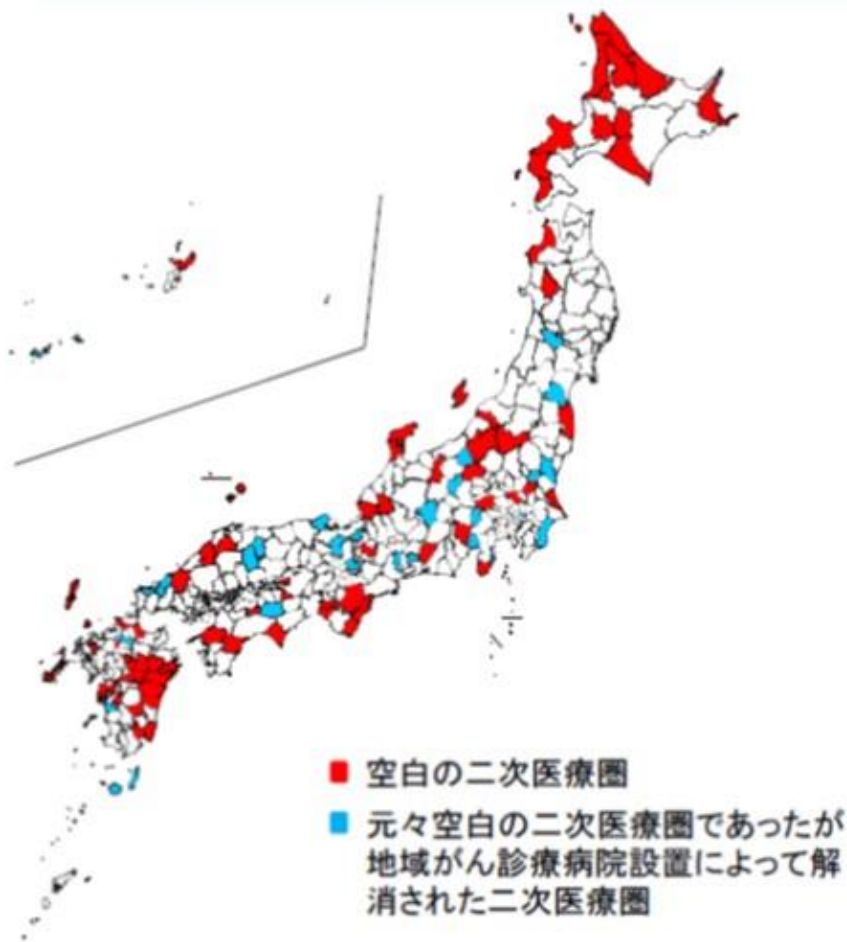 空白の二次医療圏
元々空白の二次医療圏であったが
地域がん診療病院設置によって解
消された二次医療圏